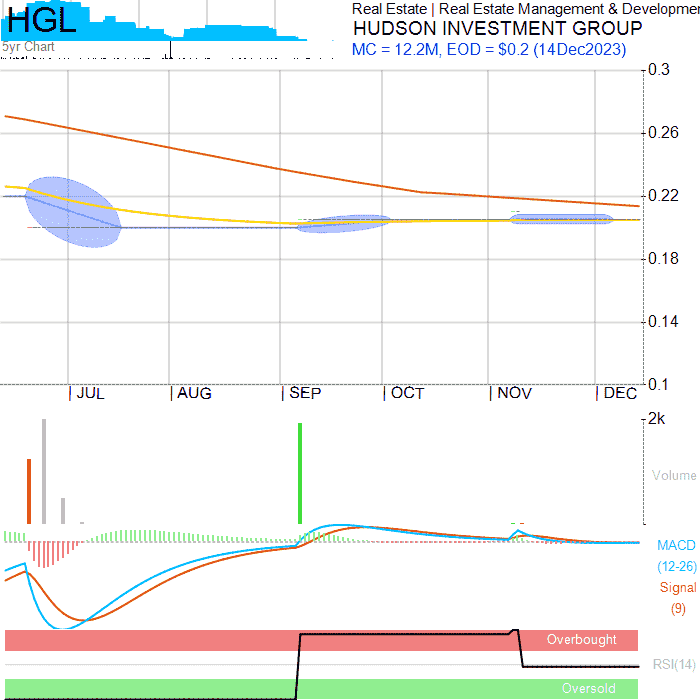 HGL
5yr Chart
Real Estate | Real Estate Management & Developmen
HUDSON INVESTMENT GROUP
MC = 12.2M, EOD = $0.2 (14Dec2023)
0.3
0.26
0.22
0.18
0.14
0.1
JUL
AUG
SEP
OCT
NOV
DEC
2k
Volume
MACD
(12-26)
Signal
(9)
Overbought
RSI(14)
Oversold